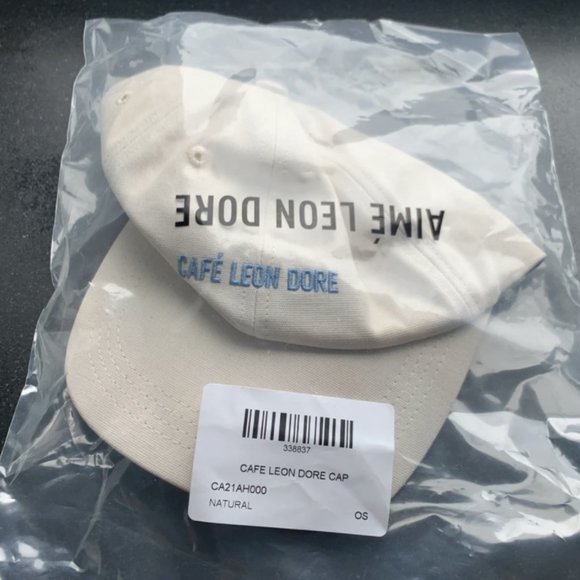 AIMÉ LEON DORE
CAFÉ LEON DORE
338837
CAFE LEON DORE CAP
CA21AH000
NATURAL
OS